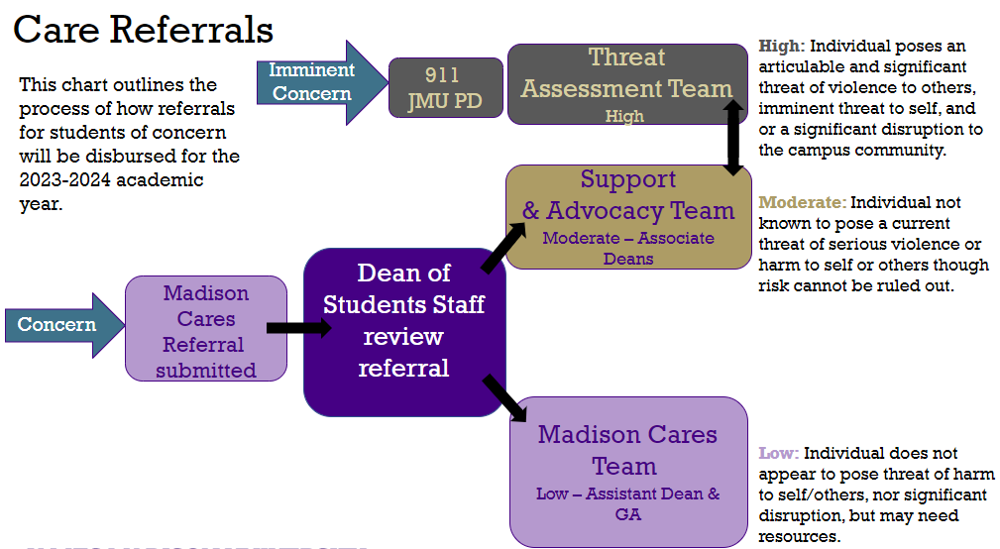 Care Referrals
This chart outlines the
process of how referrals
for students of concern
will be disbursed for the
2023-2024 academic
year.
Imminent
Concern
911
JMU PD
Threat
Assessment Team
High
High: Individual poses an
articulable and significant
threat of violence to others,
imminent threat to self, and
or a significant disruption to
the campus community.
Support
& Advocacy Team
Moderate – Associate
Deans
Moderate: Individual not
known to pose a current
threat of serious violence or
harm to self or others though
risk cannot be ruled out.
Concern
Madison
Cares
Referral
submitted
Dean of
Students Staff
review
referral
Madison Cares
Team
Low – Assistant Dean &
GA
Low: Individual does not
appear to pose threat of harm
to self/others, nor significant
disruption, but may need
resources.